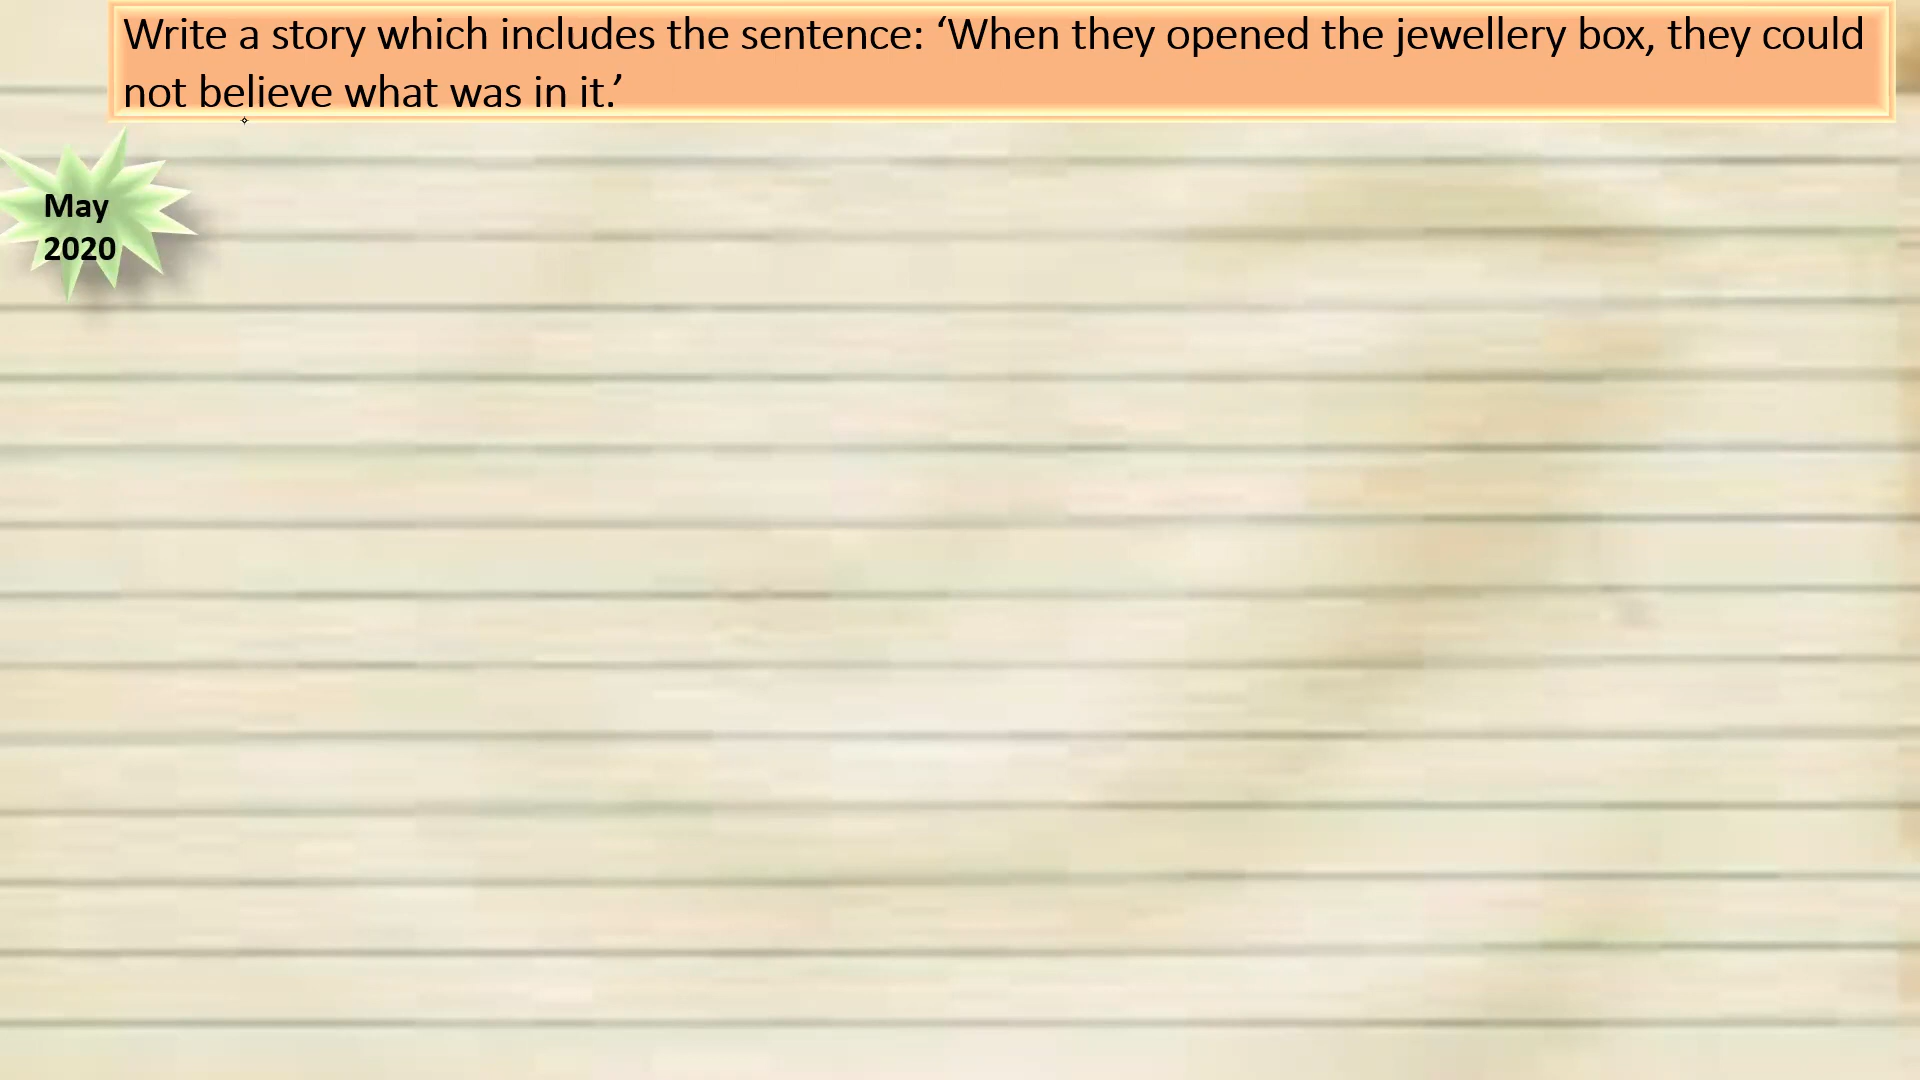 Write a story which includes the sentence: ‘When they opened the jewellery box, they could
not believe what was in it.’
May
2020